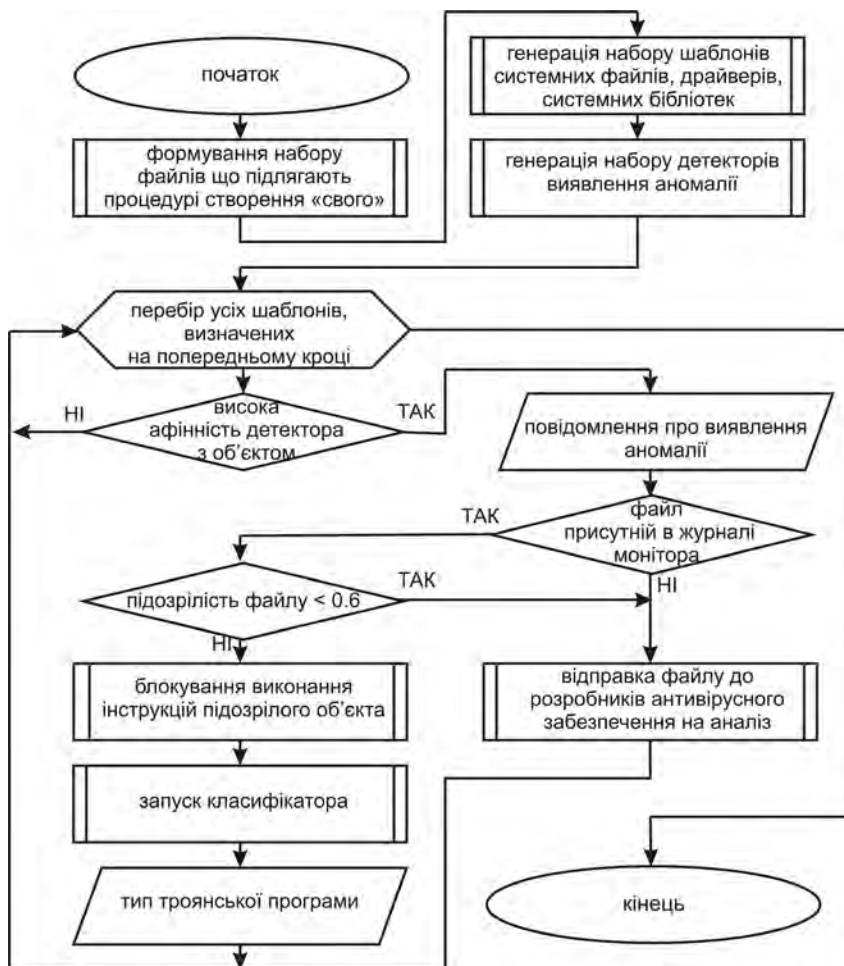 початок
формування набору
файлів що підлягають
процедурі створення «свого»
генерація набору шаблонів
системних файлів, драйверів,
системних бібліотек
генерація набору детекторів
виявлення аномалії
перебір усіх шаблонів,
визначених
на попередньому кроці
НІ
висока
афінність детектора
з об’єктом
ТАК
повідомлення про виявлення
аномалії
ТАК
файл
присутній в журналі
монітора
НІ
підозрілість файлу < 0.6
ТАК
НІ
блокування виконання
інструкцій підозрілого об’єкта
відправка файлу до
розробників антивірусного
забезпечення на аналіз
запуск класифікатора
тип троянської програми
кінець